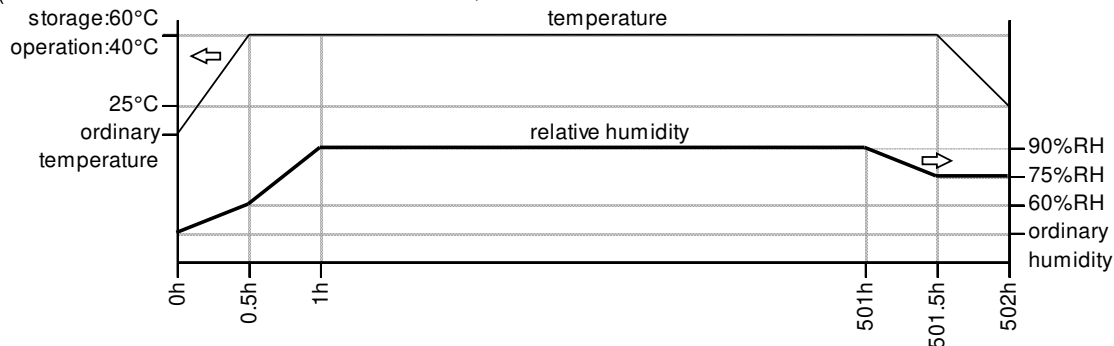 storage:60°C
operation:40°C
temperature
25°C
ordinary
temperature
relative humidity
90%RH
75%RH
60%RH
ordinary
humidity
0h
0.5h
1h
501h
501.5h
502h